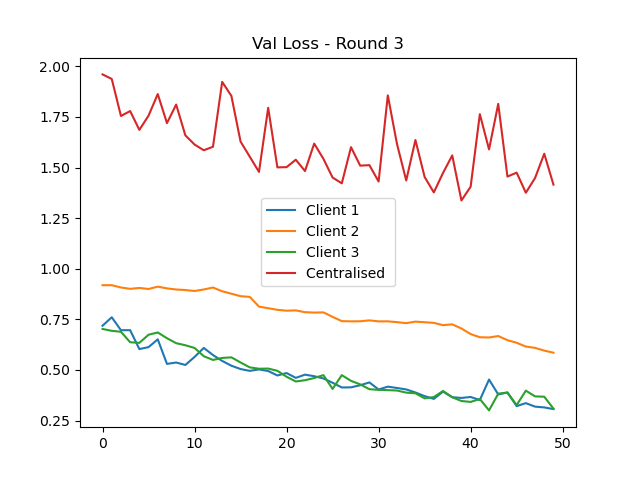 Val Loss - Round 3
2.00
1.75
1.50
1.25
1.00
0.75
0.50
0.25
Client 1
Client 2
Client 3
Centralised
0 10 20 30 40 50